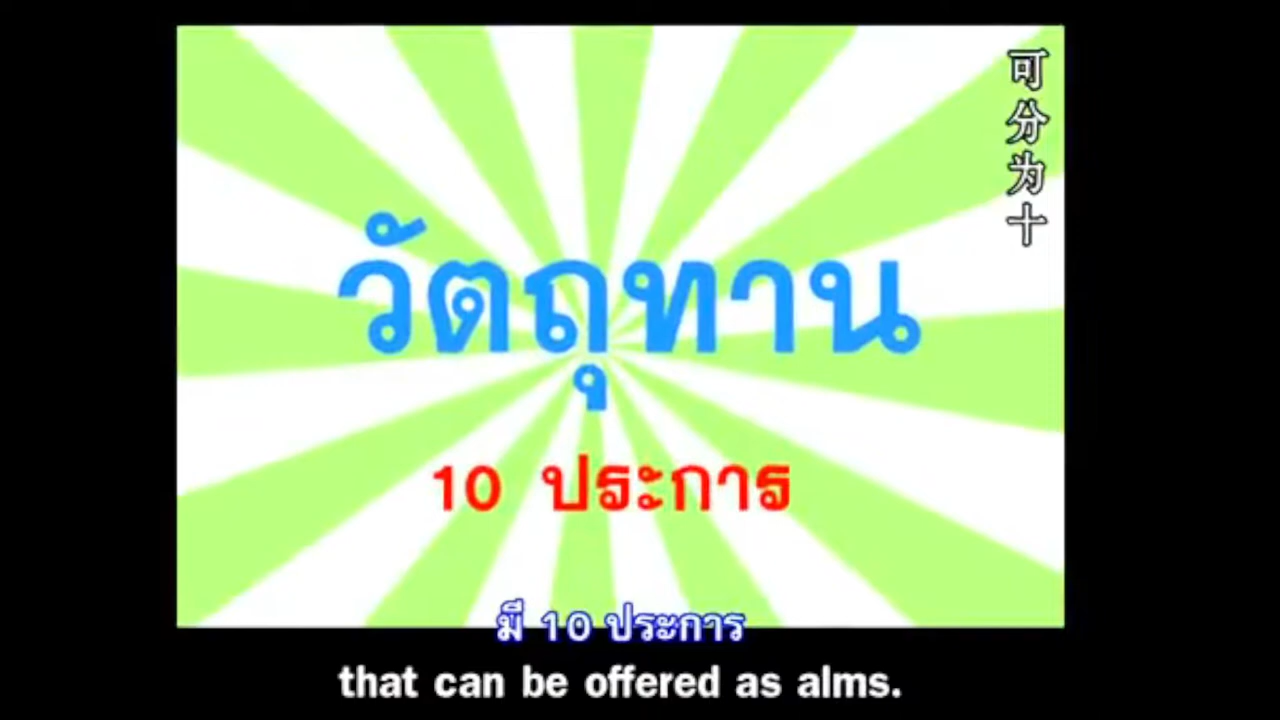 可分为十
วัตถุทาน
10 ประการ
มี 10 ประการ
that can be offered as alms.